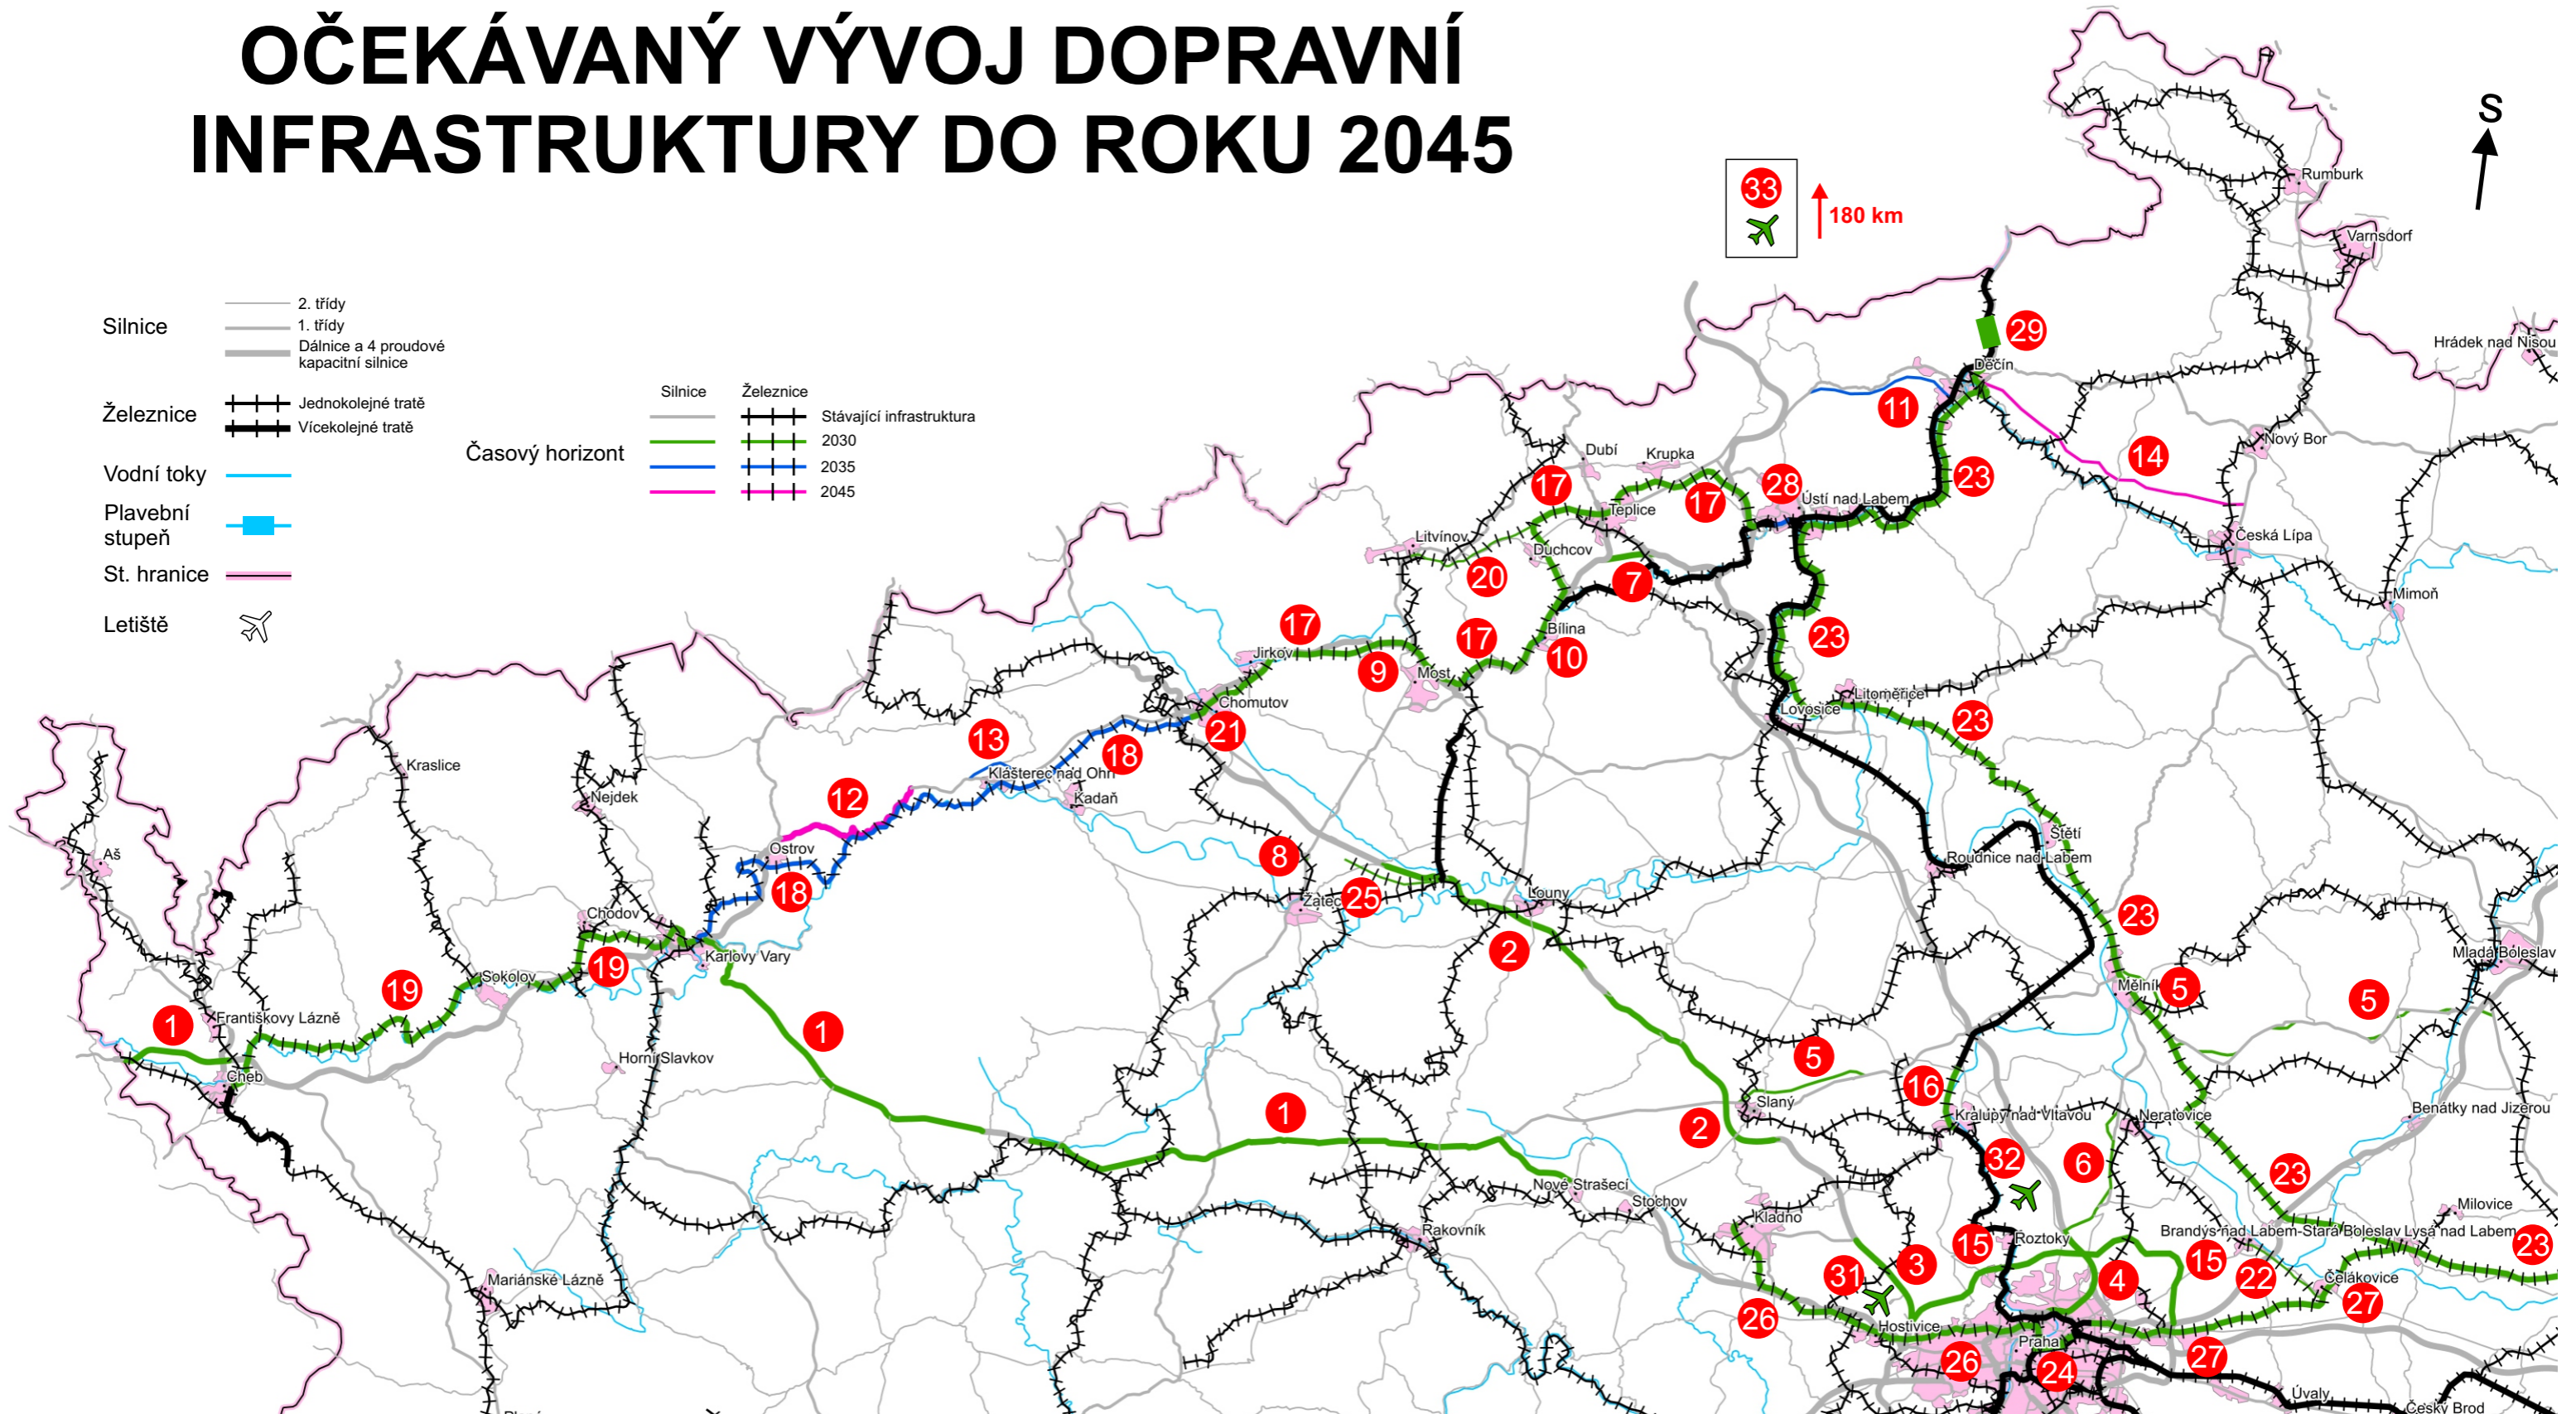 OČEKÁVANÝ VÝVOJ DOPRAVNÍ
INFRASTRUKTURY DO ROKU 2045
S
33
180 km
Silnice
2. třídy
1. třídy
Dálnice a 4 proudové
kapacitní silnice
Železnice
Jednokolejné tratě
Vícekolejné tratě
Vodní toky
Plavební
stupeň
St. hranice
Letiště
Časový horizont
Silnice
Železnice
Stávající infrastruktura
2030
2035
2045
Rumburk
Varnsdorf
Hrádek nad Nisou
29
Děčín
11
Nový Bor
14
Dubí
Krupka
17
17
28
Ústí nad Labem
23
Teplice
Litvínov
Duchcov
20
7
Česká Lípa
Mimoň
17
17
Bílina
10
23
Jirkov
9
Most
Litoměřice
Lovosice
23
Chomutov
21
13
18
Klášterec nad Ohří
Kadaň
Kraslice
Nejdek
12
Ostrov
18
Aš
8
Žatec
25
Louny
2
Štětí
Roudnice nad Labem
23
Chodov
19
Karlovy Vary
Sokolov
19
Mladá Boleslav
Mělník
5
5
1
Františkovy Lázně
Cheb
1
Horní Slavkov
5
16
Slaný
Kralupy nad Vltavou
Neratovice
Benátky nad Jizerou
1
2
32
6
23
Nové Strašecí
Stochov
Kladno
Milovice
Rakovník
15
Roztoky
Brandýs nad Labem-Stará Boleslav
Lysá nad Labem
23
3
31
4
15
22
Čelákovice
27
Mariánské Lázně
26
Hostivice
Praha
26
24
27
Úvaly
Český Brod